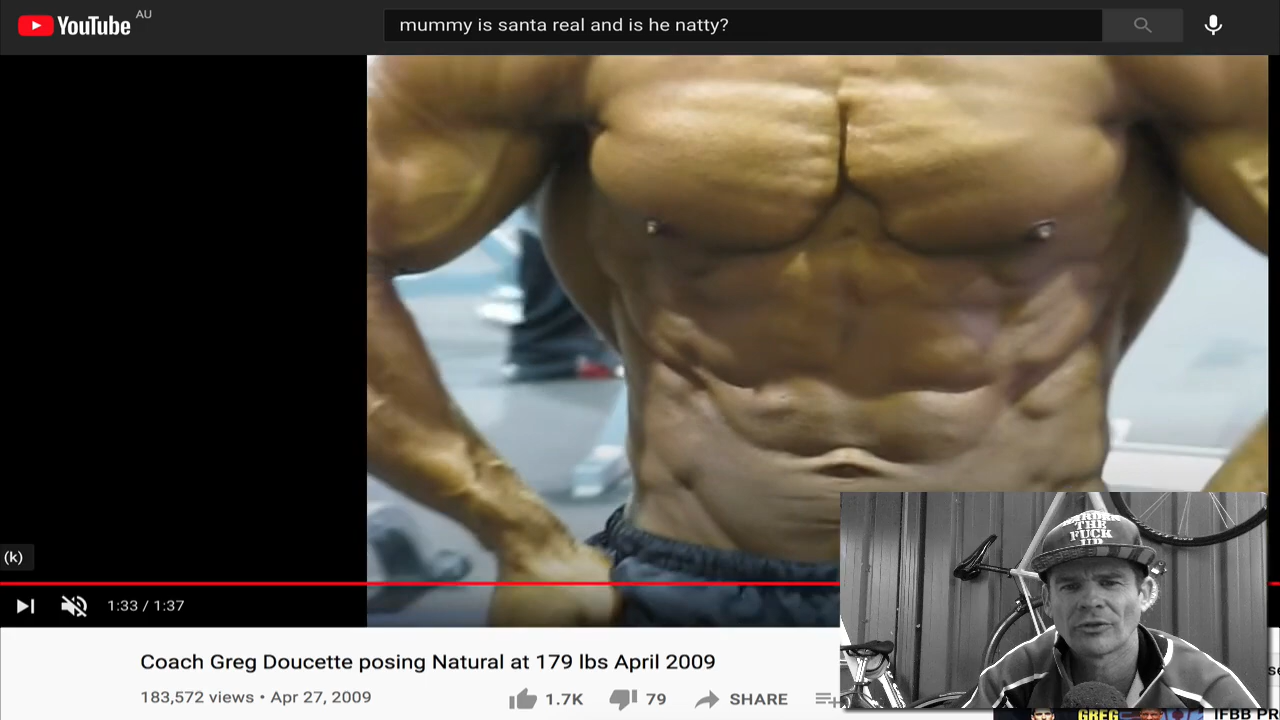 YouTube
AU
mummy is santa real and is he natty?
(k)
1:33 / 1:37
Coach Greg Doucette posing Natural at 179 lbs April 2009
183,572 views • Apr 27, 2009
1.7K
79
SHARE
HARDEN
THE
FUCK
UP
GREG
IFBB PR